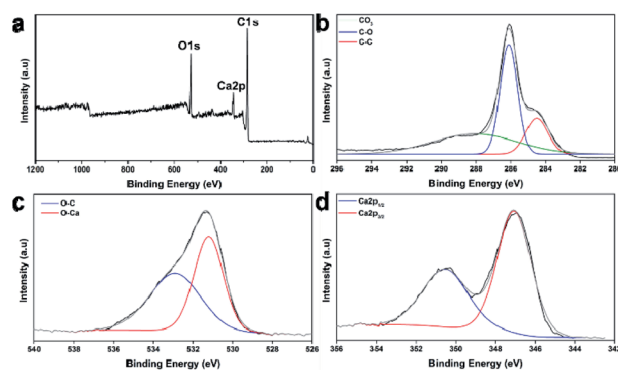 a
C1s
O1s
Ca2p
Intensity (a.u)
1200 1000 800 600 400 200 0
Binding Energy (eV)
b
CO3
C-O
C-C
Intensity (a.u)
296 294 292 290 288 286 284 282 280
Binding Energy (eV)
c
O-C
O-Ca
Intensity (a.u)
540 538 536 534 532 530 528 526
Binding Energy (eV)
d
Ca2p1/2
Ca2p3/2
Intensity (a.u)
356 354 352 350 348 346 344 342
Binding Energy (eV)